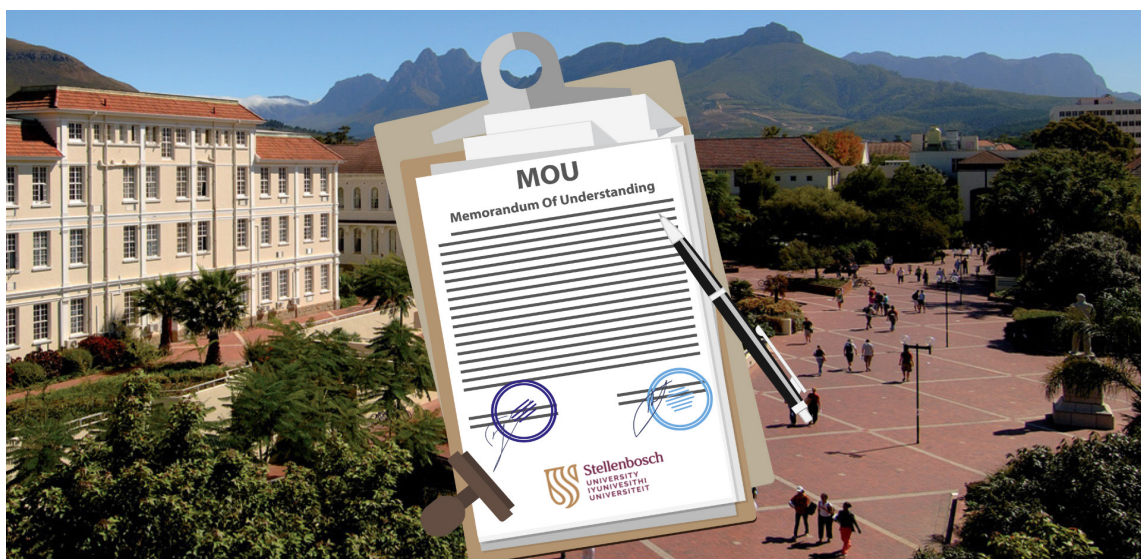 MOU
Memorandum Of Understanding
Stellenbosch
UNIVERSITY
IYUNIVESITHI
UNIVERSITEIT